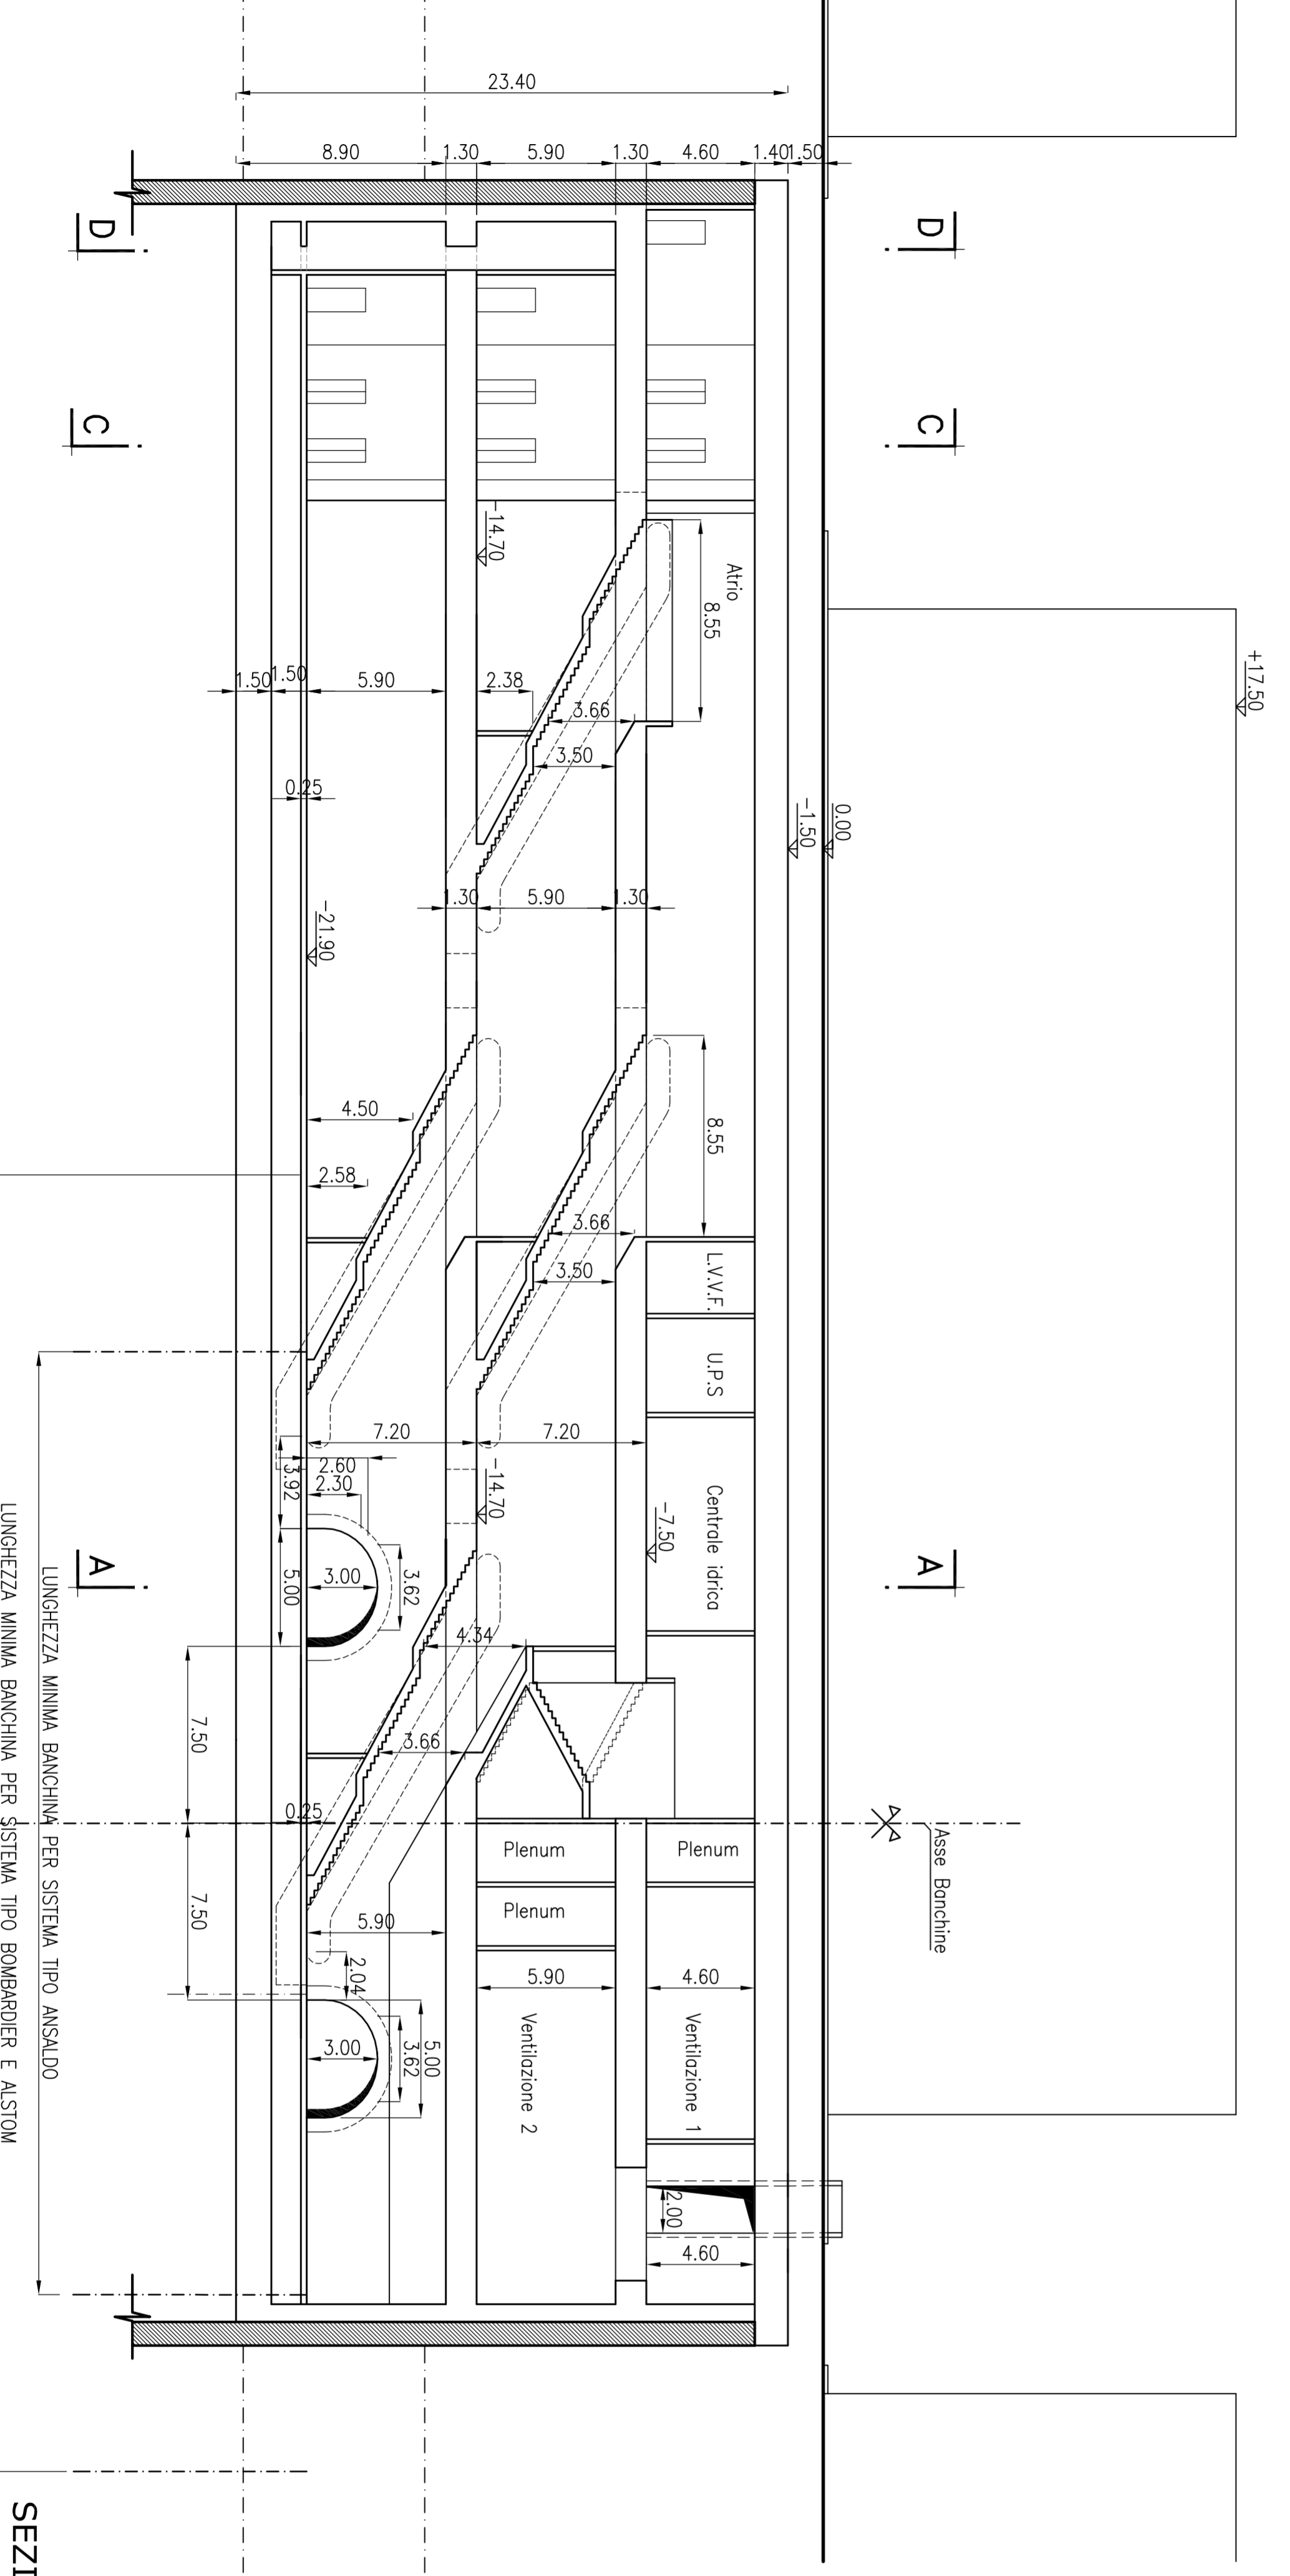 23.40
8.90
1.30
5.90
1.30
4.60
1.40
1.50
D
D
C
C
-14.70
Atrio
8.55
+17.50
1.50
1.50
5.90
2.38
3.66
3.50
0.25
-1.50
0.00
1.30
5.90
1.30
-21.90
4.50
8.55
2.58
3.66
3.50
L.V.V.F.
U.P.S
7.20
7.20
2.60
3.92
2.30
-14.70
-7.50
Centrale idrica
A
A
5.00
3.00
3.62
4.34
7.50
3.66
0.25
Asse Banchine
Plenum
Plenum
Plenum
7.50
5.90
2.04
5.90
4.60
3.00
3.62
5.00
Ventilazione 2
Ventilazione 1
2.00
4.60
LUNGHEZZA MINIMA BANCHINA PER SISTEMA TIPO ANSALDO
LUNGHEZZA MINIMA BANCHINA PER SISTEMA TIPO BOMBARDIER E ALSTOM
SEZI